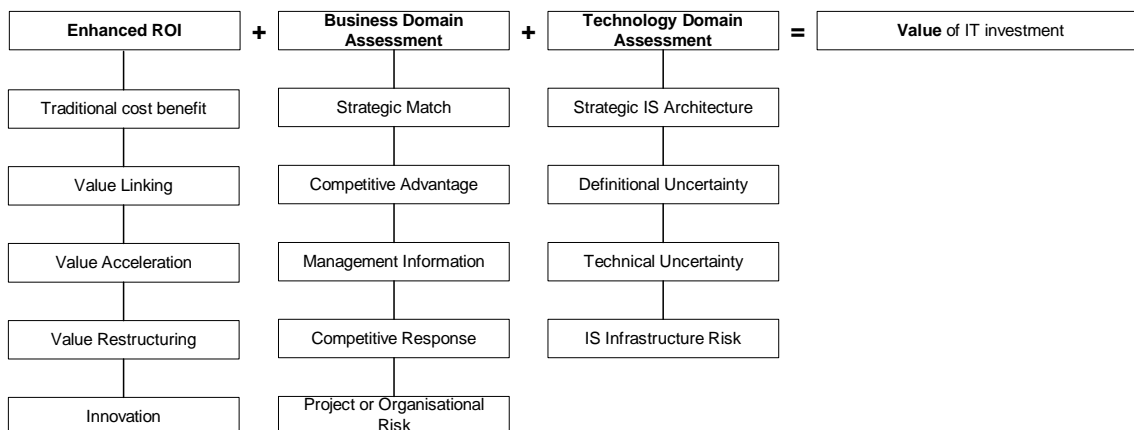 Enhanced ROI
+
Business Domain
Assessment
+
Technology Domain
Assessment
=
Value of IT investment
Traditional cost benefit
Strategic Match
Strategic IS Architecture
Value Linking
Competitive Advantage
Definitional Uncertainty
Value Acceleration
Management Information
Technical Uncertainty
Value Restructuring
Competitive Response
IS Infrastructure Risk
Innovation
Project or Organisational
Risk